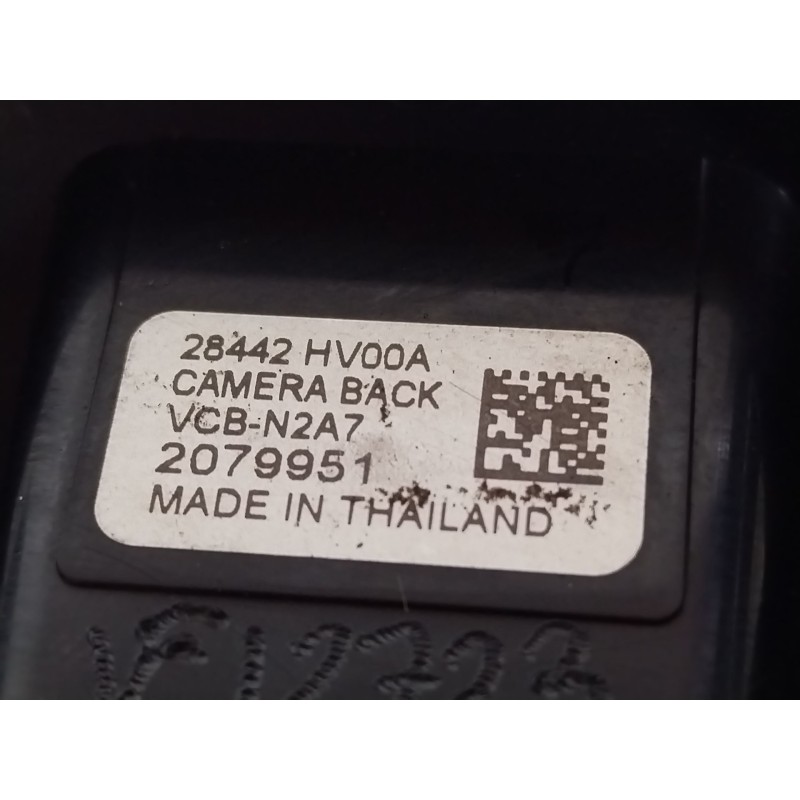 28442 HV00A
CAMERA BACK
VCB-N2A7
2079951
MADE IN THAILAND